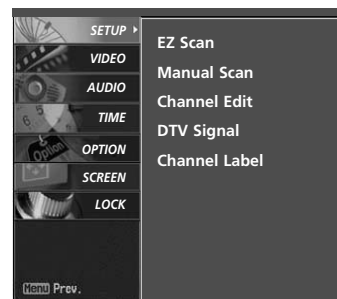 SETUP
VIDEO
AUDIO
TIME
OPTION
SCREEN
LOCK
Menu Prev.
EZ Scan
Manual Scan
Channel Edit
DTV Signal
Channel Label